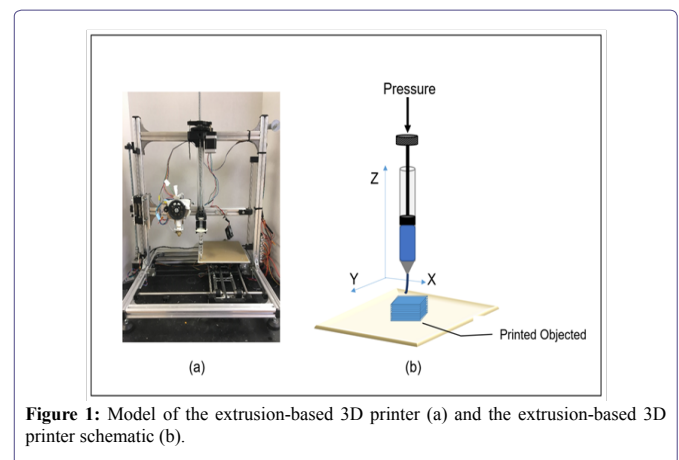 Pressure
Z
Y
X
Printed Objected
(a)
(b)
Figure 1: Model of the extrusion-based 3D printer (a) and the extrusion-based 3D
printer schematic (b).